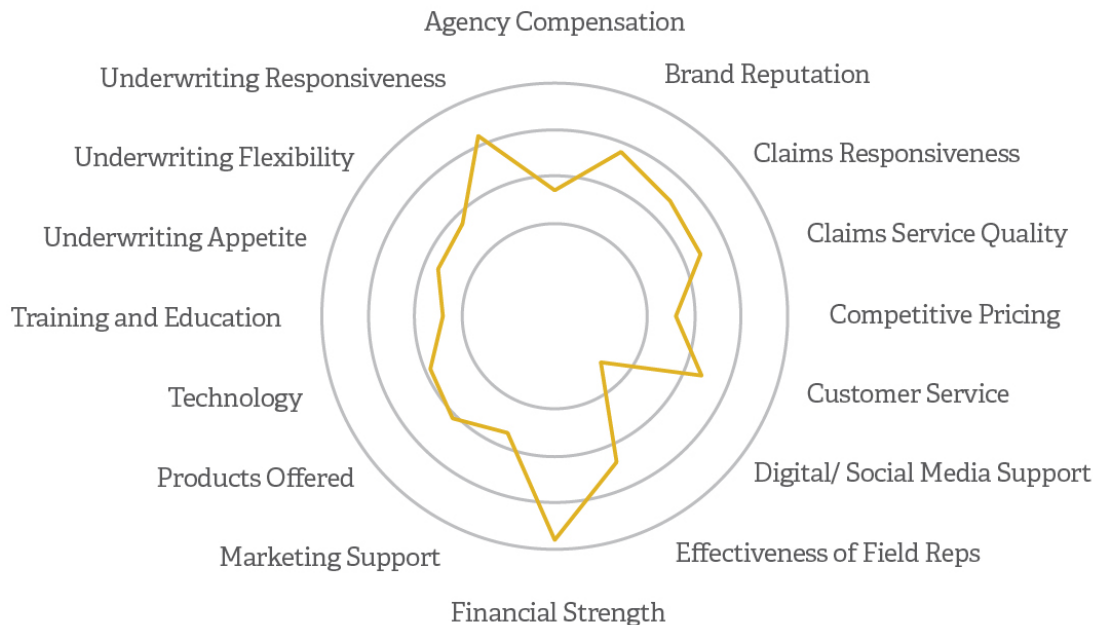 Agency Compensation
Brand Reputation
Claims Responsiveness
Claims Service Quality
Competitive Pricing
Customer Service
Digital/ Social Media Support
Effectiveness of Field Reps
Financial Strength
Marketing Support
Products Offered
Technology
Training and Education
Underwriting Appetite
Underwriting Flexibility
Underwriting Responsiveness